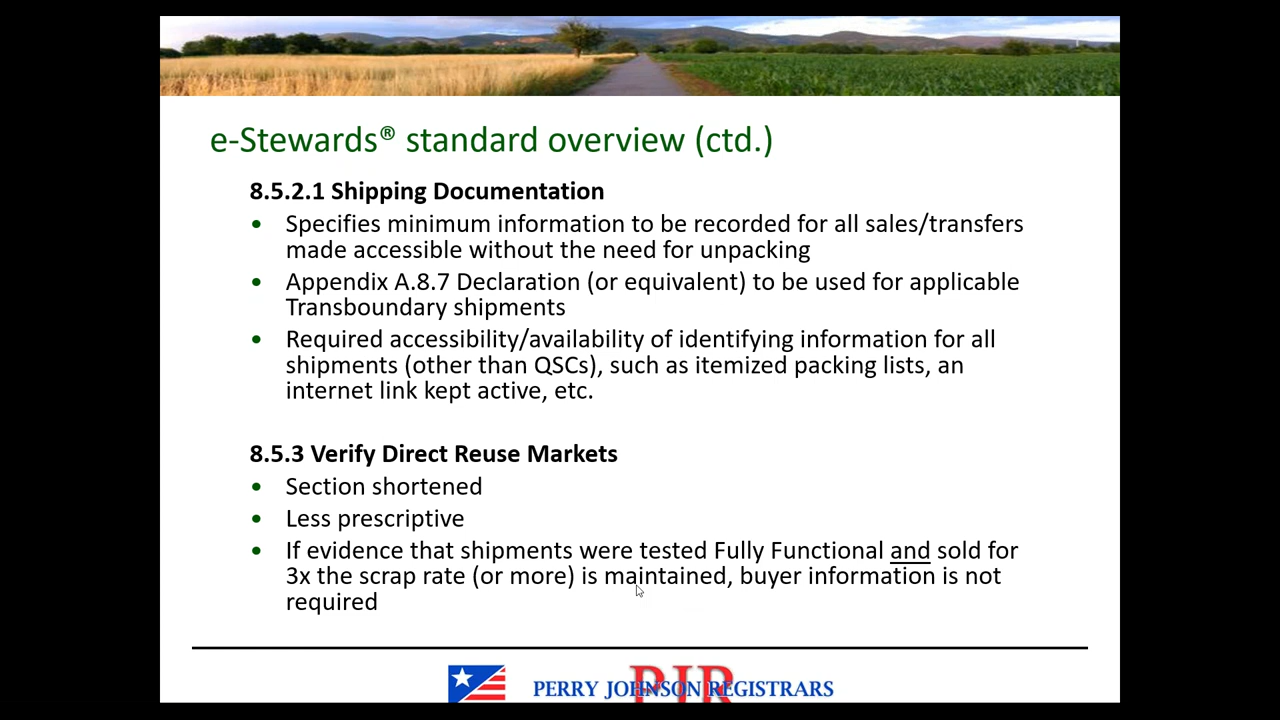 e-Stewards® standard overview (ctd.)
8.5.2.1 Shipping Documentation
• Specifies minimum information to be recorded for all sales/transfers
made accessible without the need for unpacking
• Appendix A.8.7 Declaration (or equivalent) to be used for applicable
Transboundary shipments
• Required accessibility/availability of identifying information for all
shipments (other than QSCs), such as itemized packing lists, an
internet link kept active, etc.
8.5.3 Verify Direct Reuse Markets
• Section shortened
• Less prescriptive
• If evidence that shipments were tested Fully Functional and sold for
3x the scrap rate (or more) is maintained, buyer information is not
required
PJR
PERRY JOHNSON REGISTRARS